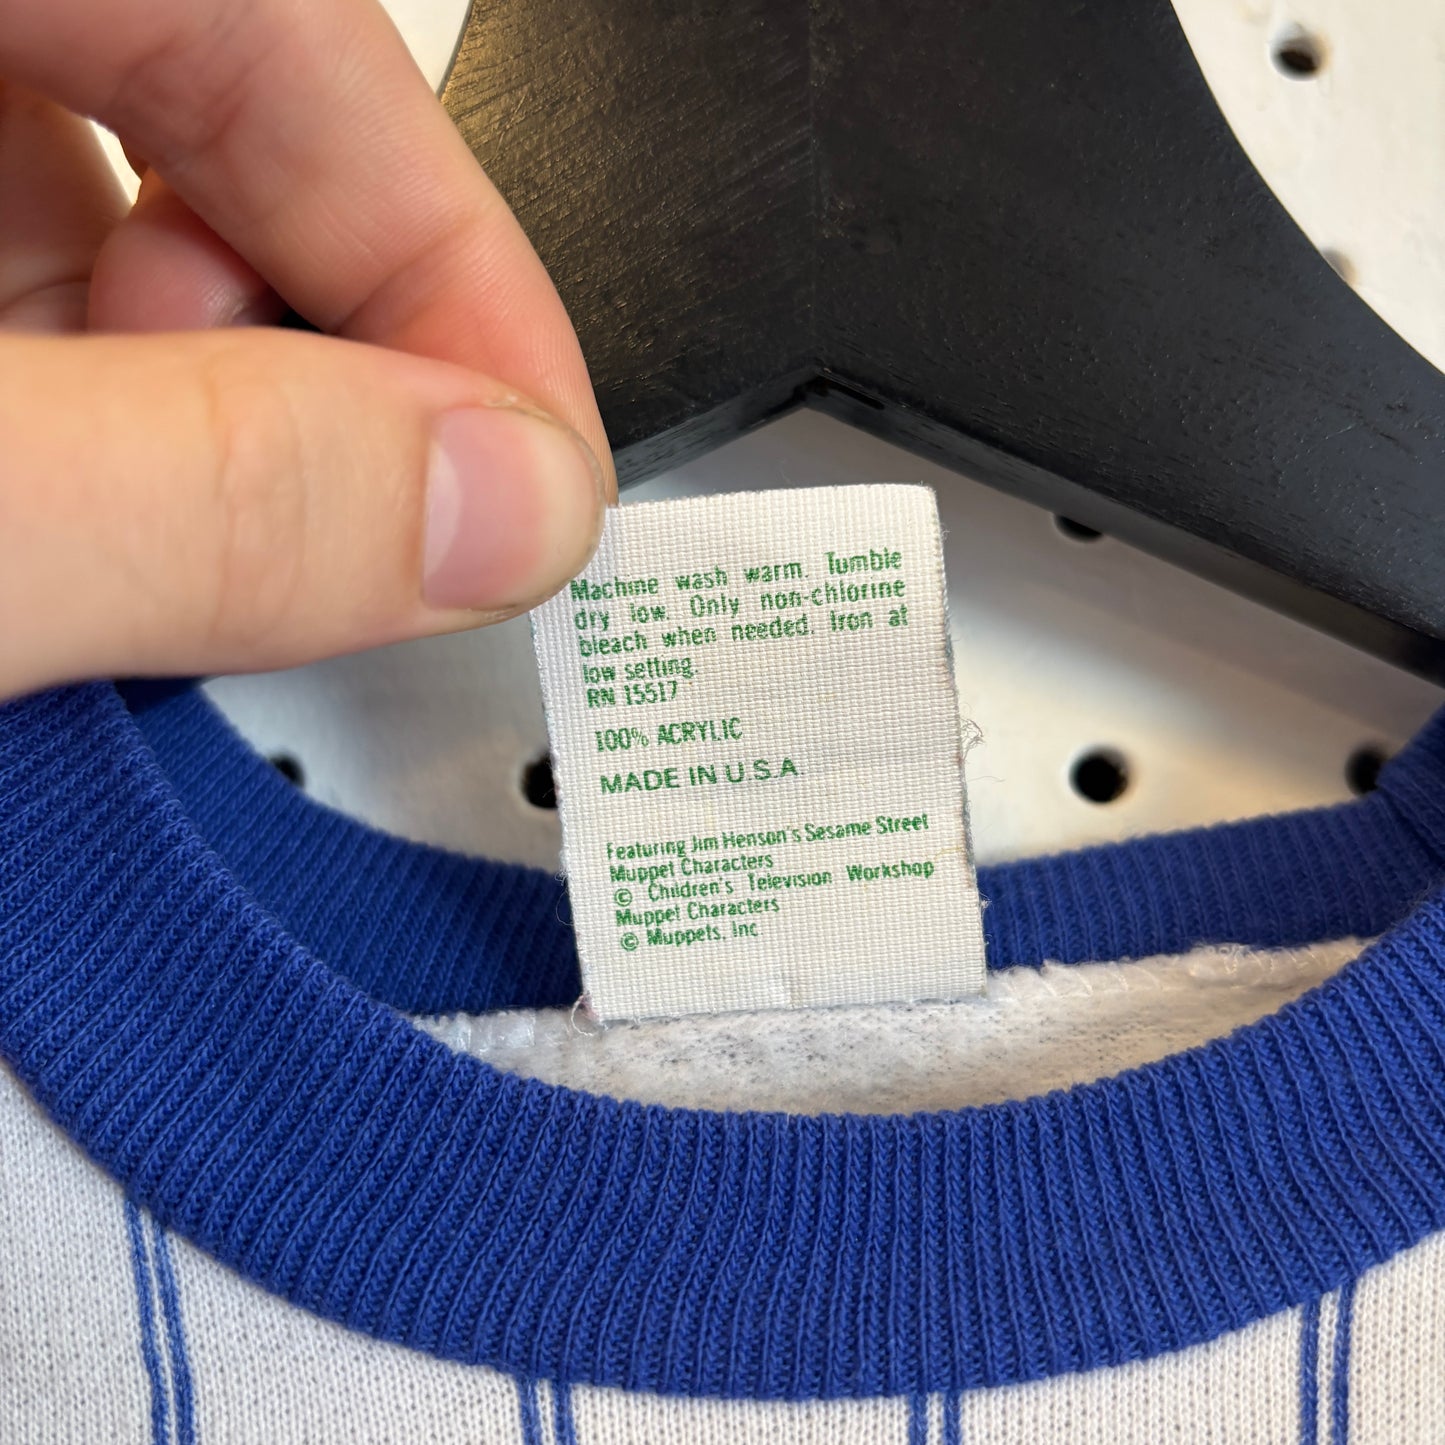 Machine wash warm. Tumble
dry low. Only non-chlorine
bleach when needed. Iron at
low setting.
RN 15517
100% ACRYLIC
MADE IN U.S.A.
Featuring Jim Henson's Sesame Street
Muppet Characters
© Children's Television Workshop
Muppet Characters
© Muppets, Inc